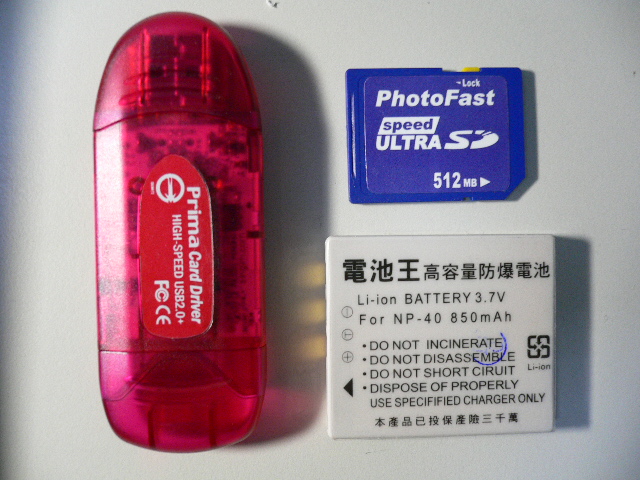 Prima Card Driver
HIGH-SPEED USB2.0+
FC CE
Lock
PhotoFast
speed
ULTRA SD
512 MB
電池王 高容量防爆電池
Li-ion BATTERY 3.7V
For NP-40 850mAh
• DO NOT INCINERATE
• DO NOT DISASSEMBLE
• DO NOT SHORT CIRUIT
• DISPOSE OF PROPERLY
USE SPECIFIFIED CHARGER ONLY
本產品已投保產險三千萬
Li-ion